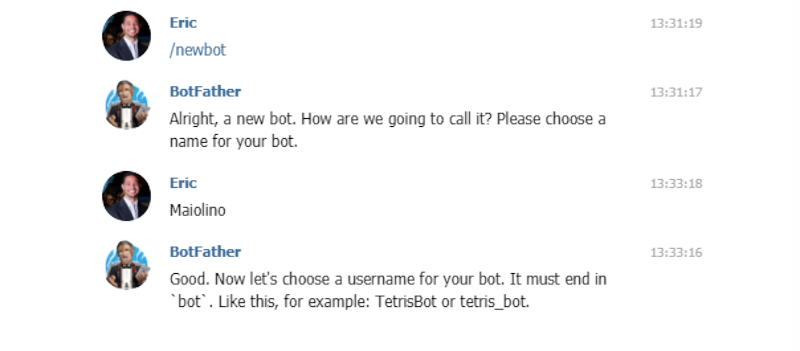 Eric 13:31:19
/newbot
BotFather 13:31:17
Alright, a new bot. How are we going to call it? Please choose a
name for your bot.
Eric 13:33:18
Maiolino
BotFather 13:33:16
Good. Now let's choose a username for your bot. It must end in
`bot`. Like this, for example: TetrisBot or tetris_bot.